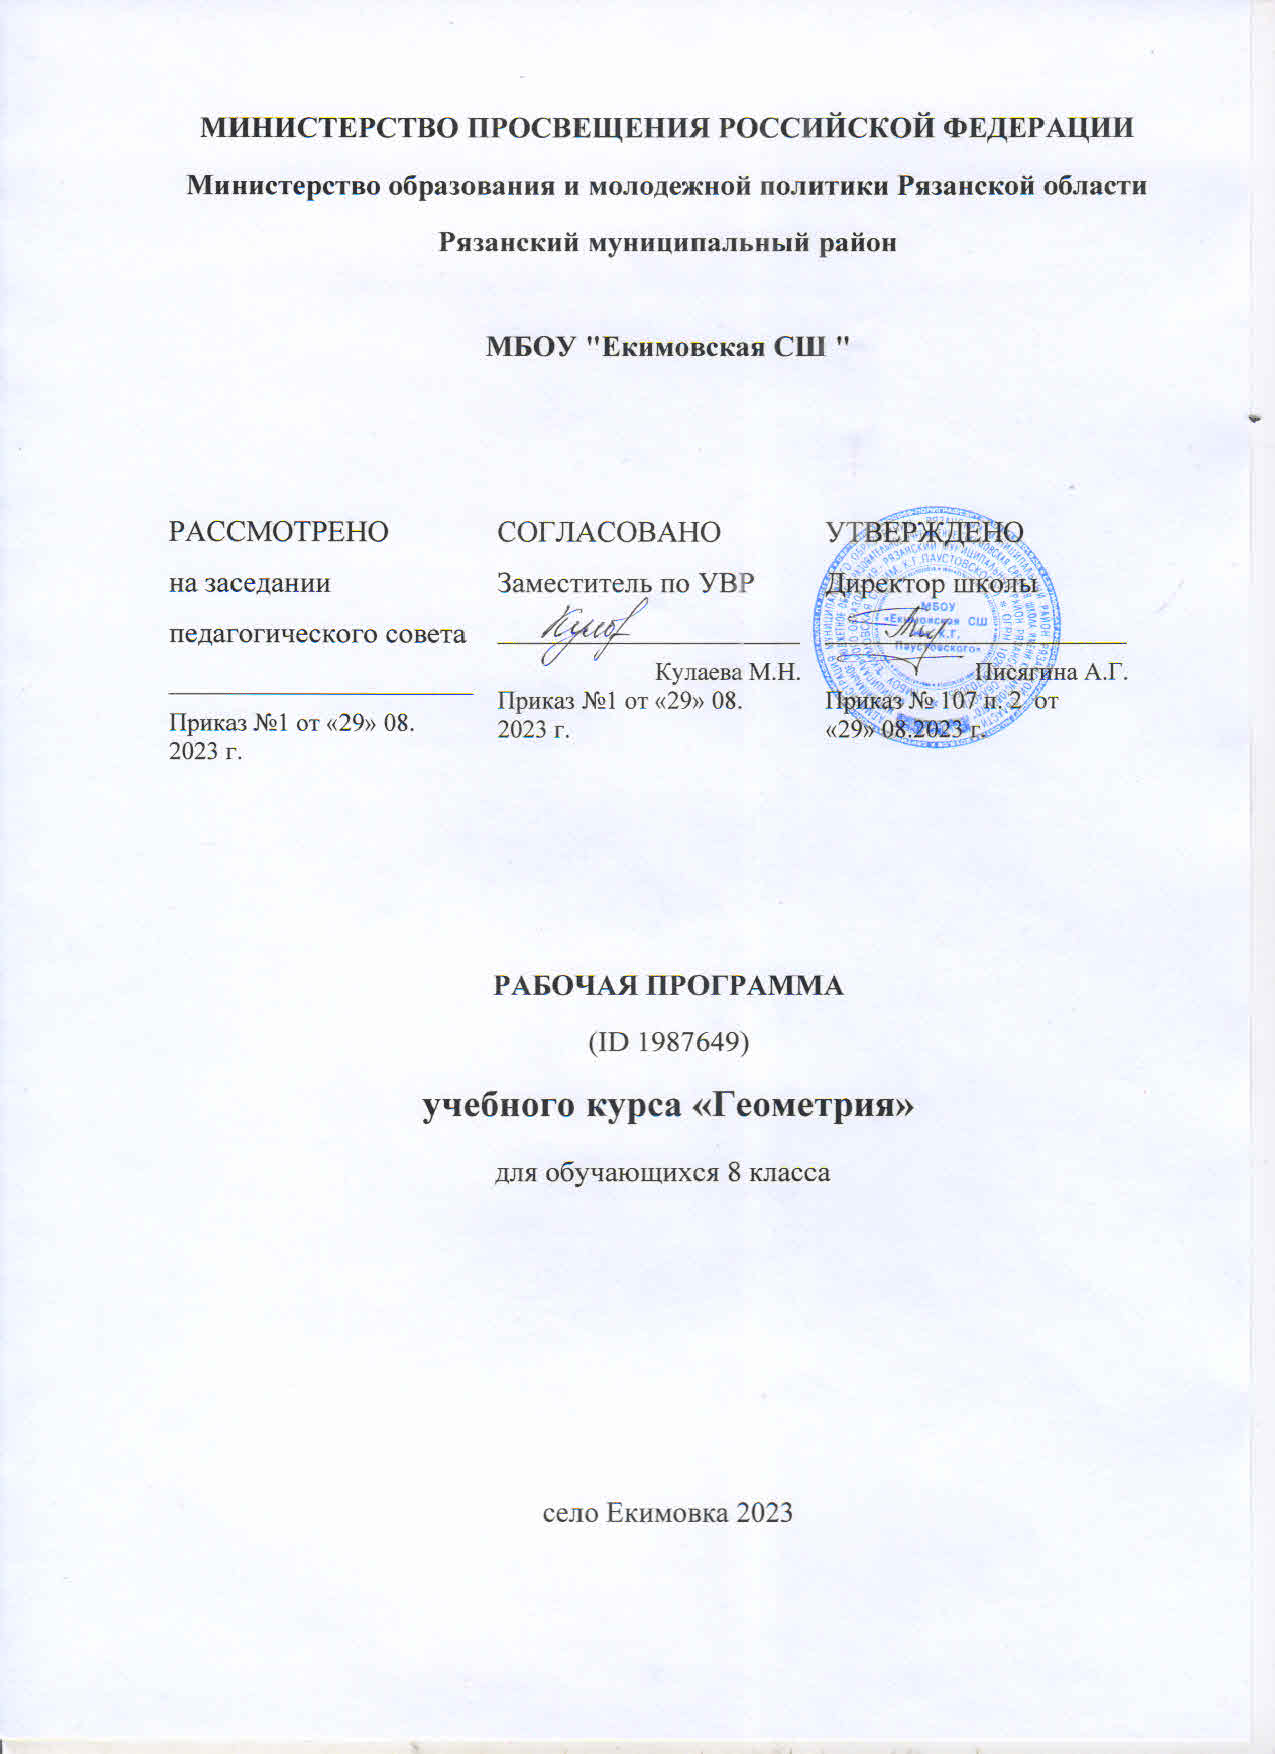 МИНИСТЕРСТВО ПРОСВЕЩЕНИЯ РОССИЙСКОЙ ФЕДЕРАЦИИ
Министерство образования и молодежной политики Рязанской области
Рязанский муниципальный район
МБОУ "Екимовская СШ "
РАССМОТРЕНО
на заседании
педагогического совета
Приказ №1 от «29» 08.
2023 г.
СОГЛАСОВАНО
Заместитель по УВР
Кулаева М.Н.
Приказ №1 от «29» 08.
2023 г.
УТВЕРЖДЕНО
Директор школы
МБОУ
«Екимовская СШ
К.Г.
Паустовского»
Писягина А.Г.
Приказ № 107 п. 2 от
«29» 08.2023 г.
РАБОЧАЯ ПРОГРАММА
(ID 1987649)
учебного курса «Геометрия»
для обучающихся 8 класса
село Екимовка 2023